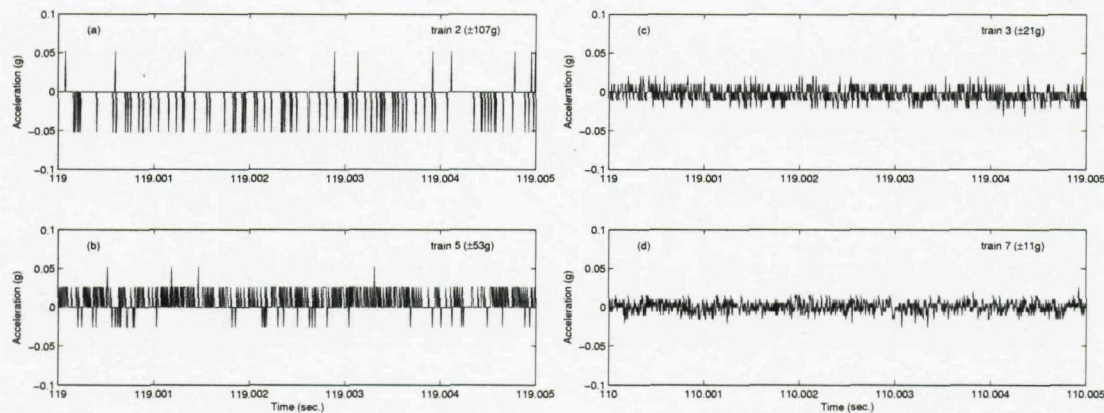 0.1
(a)
train 2 (±107g)
0.05
0
−0.05
−0.1
Acceleration (g)
119 119.001 119.002 119.003 119.004 119.005
0.1
(b)
train 5 (±53g)
0.05
0
−0.05
−0.1
Acceleration (g)
119 119.001 119.002 119.003 119.004 119.005
Time (sec.)
0.1
(c)
train 3 (±21g)
0.05
0
−0.05
−0.1
Acceleration (g)
119 119.001 119.002 119.003 119.004 119.005
0.1
(d)
train 7 (±11g)
0.05
0
−0.05
−0.1
Acceleration (g)
110 110.001 110.002 110.003 110.004 110.005
Time (sec.)